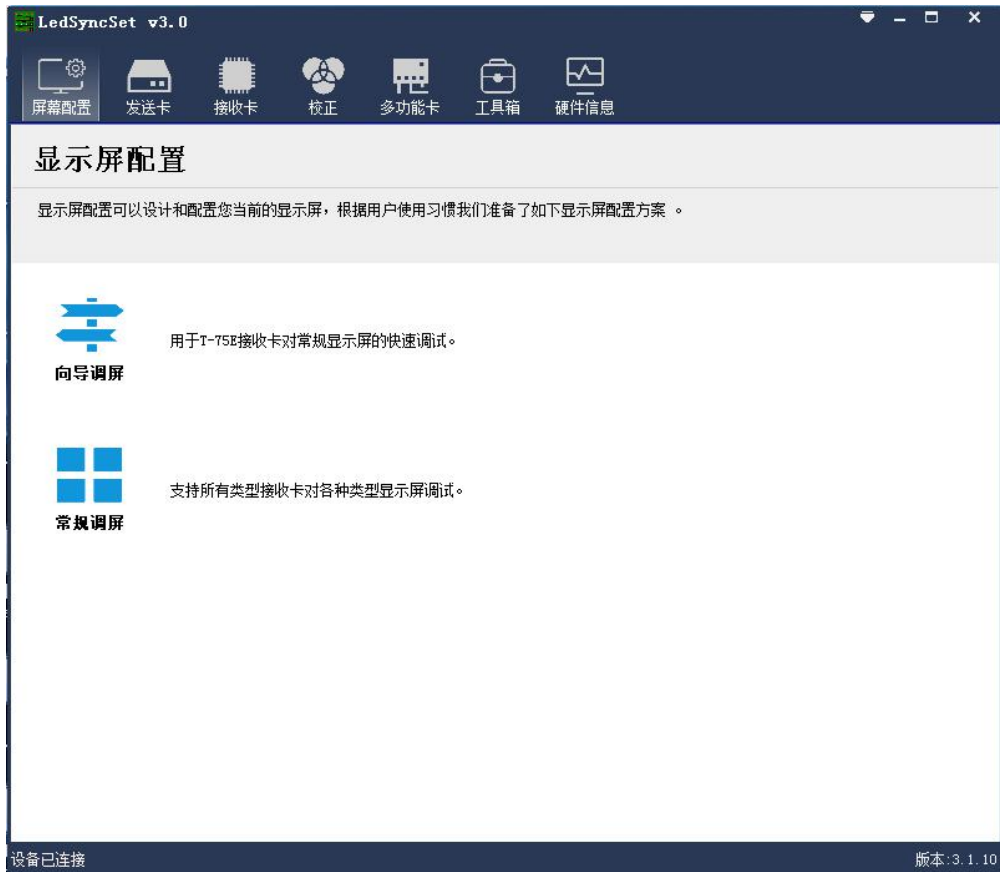 LedSyncSet v3.0
屏幕配置 发送卡 接收卡 校正 多功能卡 工具箱 硬件信息
显示屏配置
显示屏配置可以设计和配置您当前的显示屏，根据用户使用习惯我们准备了如下显示屏配置方案 。
用于T-75E接收卡对常规显示屏的快速调试。
向导调屏
支持所有类型接收卡对各种类型显示屏调试。
常规调屏
设备已连接 版本:3.1.10